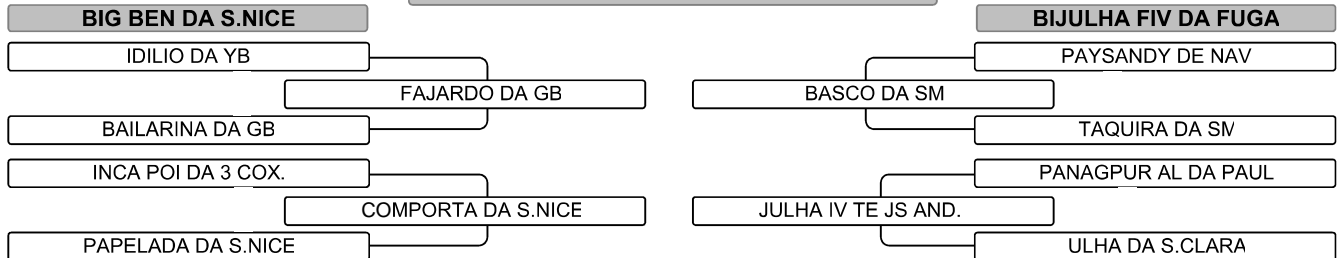 BIG BEN DA S.NICE
BIJULHA FIV DA FUGA
IDILIO DA YB
PAYSANDY DE NAV
FAJARDO DA GB
BASCO DA SM
BAILARINA DA GB
TAQUIRA DA SM
INCA POI DA 3 COX.
PANAGPUR AL DA PAUL
COMPORTA DA S.NICE
JULHA IV TE JS AND.
PAPELADA DA S.NICE
ULHA DA S.CLARA